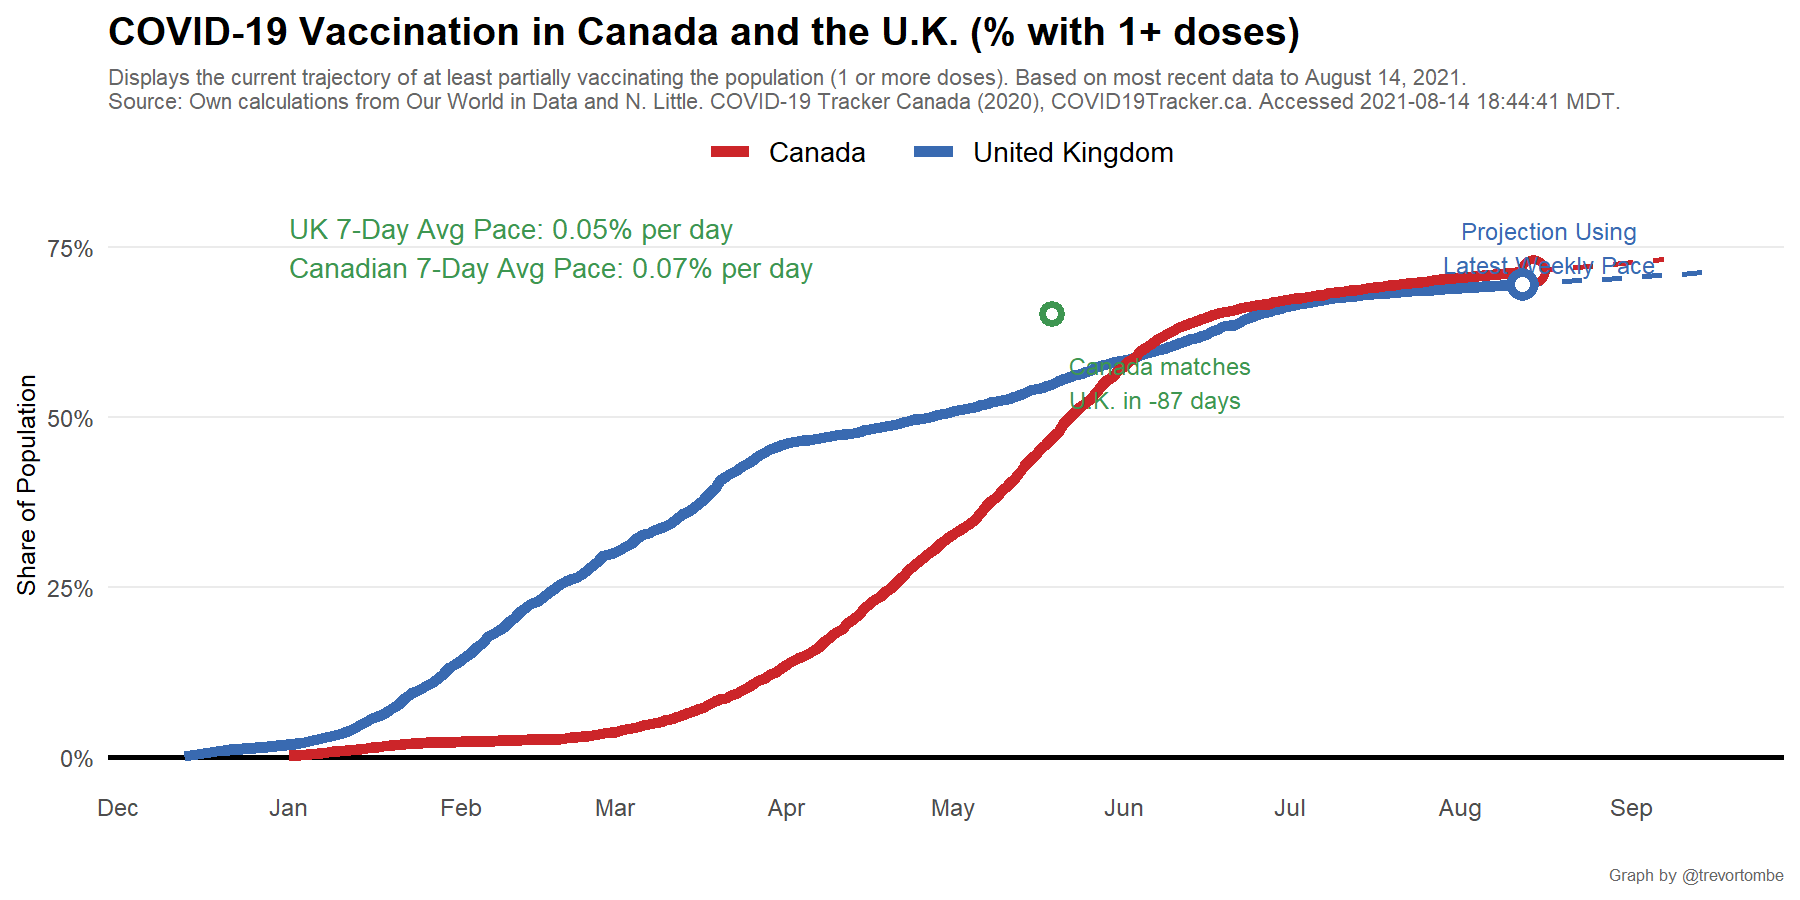 COVID-19 Vaccination in Canada and the U.K. (% with 1+ doses)
Displays the current trajectory of at least partially vaccinating the population (1 or more doses). Based on most recent data to August 14, 2021.
Source: Own calculations from Our World in Data and N. Little. COVID-19 Tracker Canada (2020), COVID19Tracker.ca. Accessed 2021-08-14 18:44:41 MDT.
Canada
United Kingdom
UK 7-Day Avg Pace: 0.05% per day
Canadian 7-Day Avg Pace: 0.07% per day
Projection Using
Latest Weekly Pace
Canada matches
U.K. in -87 days
Share of Population
75%
50%
25%
0%
Dec
Jan
Feb
Mar
Apr
May
Jun
Jul
Aug
Sep
Graph by @trevortombe